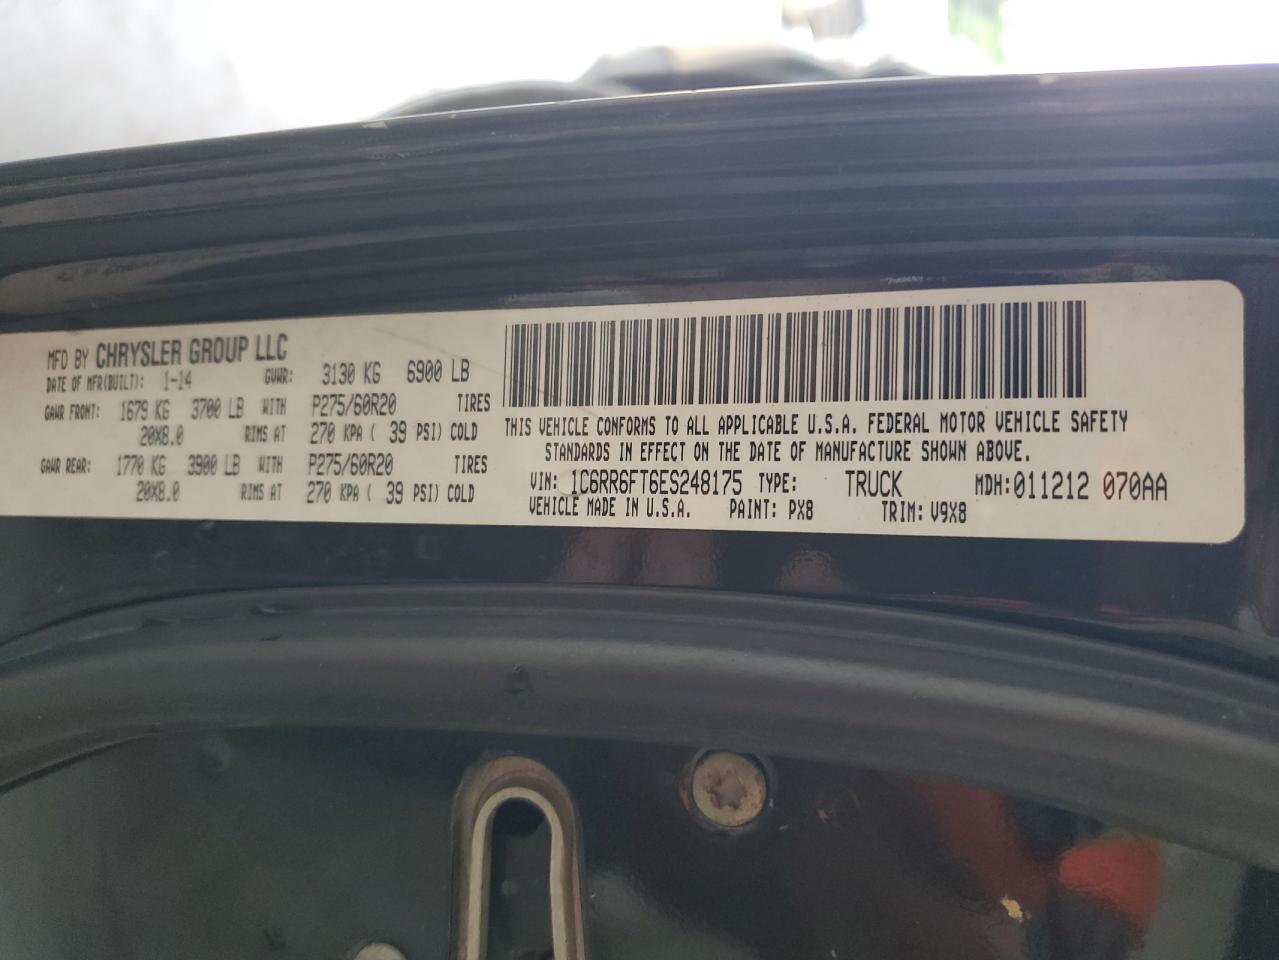 MFD BY CHRYSLER GROUP LLC
DATE OF MFR(BUILT): 1-14 GVWR: 3130 KG 6900 LB
GAWR FRONT: 1679 KG 3700 LB WITH P275/60R20 TIRES
20X8.0 RIMS AT 270 KPA ( 39 PSI) COLD
GAWR REAR: 1770 KG 3900 LB WITH P275/60R20 TIRES
20X8.0 RIMS AT 270 KPA ( 39 PSI) COLD
THIS VEHICLE CONFORMS TO ALL APPLICABLE U.S.A. FEDERAL MOTOR VEHICLE SAFETY
STANDARDS IN EFFECT ON THE DATE OF MANUFACTURE SHOWN ABOVE.
VIN: 1C6RR6FT6ES248175 TYPE: TRUCK MDH:011212 070AA
VEHICLE MADE IN U.S.A. PAINT: PX8 TRIM: V9X8